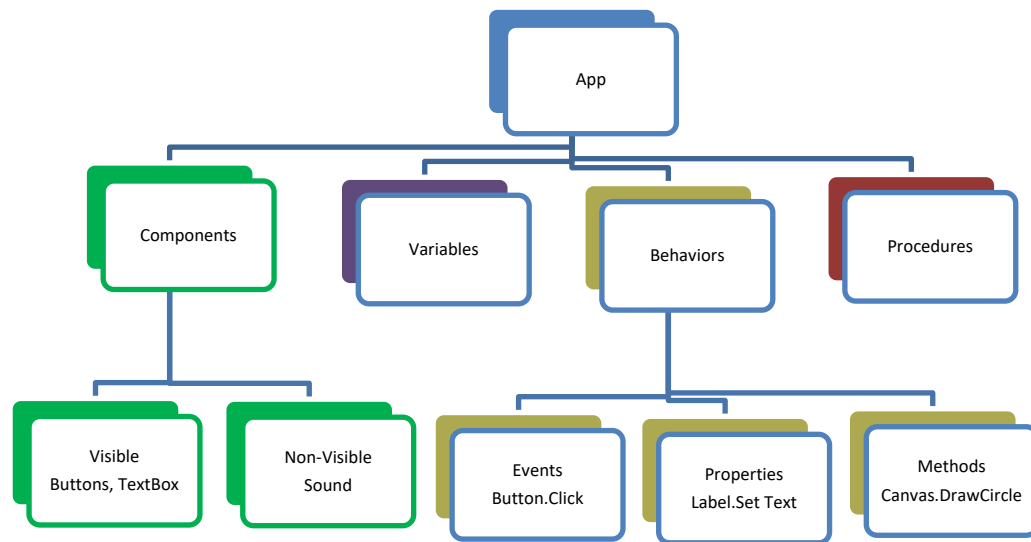 App
Components
Variables
Behaviors
Procedures
Visible
Buttons, TextBox
Non-Visible
Sound
Events
Button.Click
Properties
Label.Set Text
Methods
Canvas.DrawCircle